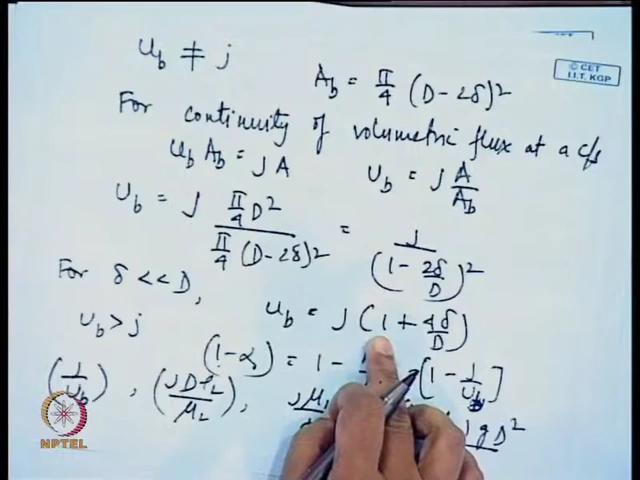 u_b ≠ j
A_b = π/4 (D - 2δ)²
© CET
I.I.T. KGP
For continuity of volumetric flux at a c/s
u_b A_b = j A
u_b = j A/A_b
u_b = j (π/4 D²)/(π/4 (D - 2δ)²) = j/(1 - 2δ/D)²
For δ << D,
u_b = j (1 + 4δ/D)
u_b > j
(1 - α) = 1 -
[1 - j/u_b]
(j/u_b), (j D ρ_L/μ_L),
g D²
NPTEL